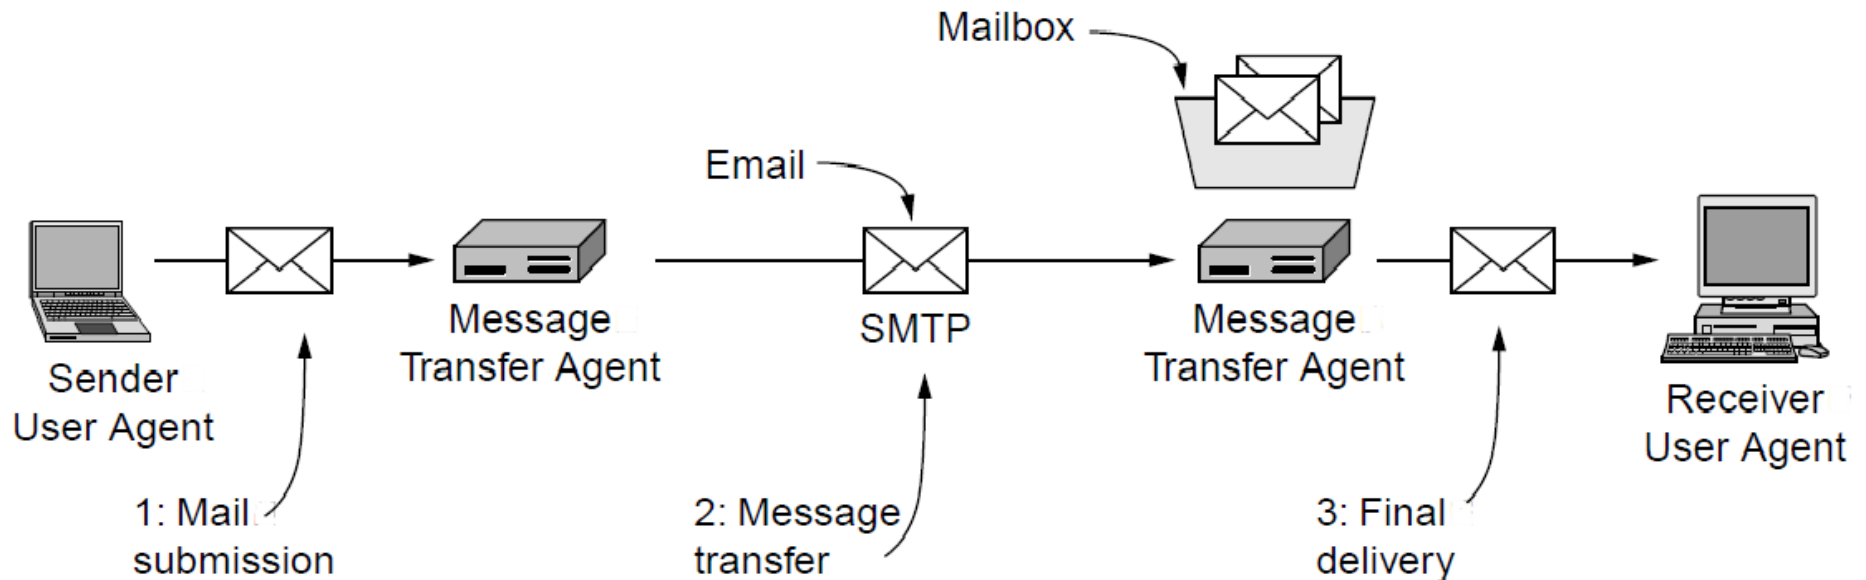 Mailbox
Email
SMTP
Message
Transfer Agent
Message
Transfer Agent
Sender
User Agent
Receiver
User Agent
1: Mail
submission
2: Message
transfer
3: Final
delivery